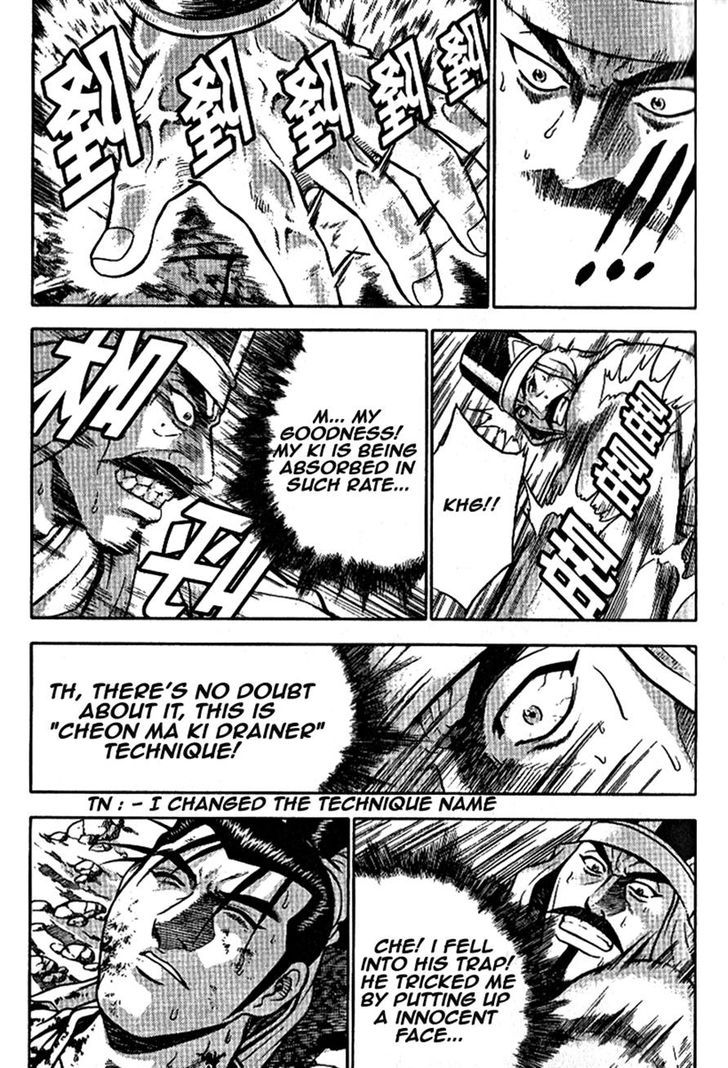 !!!
M... MY
GOODNESS!
MY KI IS BEING
ABSORBED IN
SUCH RATE...
KHG!!
TH, THERE'S NO DOUBT
ABOUT IT, THIS IS
"CHEON MA KI DRAINER"
TECHNIQUE!
TN : - I CHANGED THE TECHNIQUE NAME
CHE! I FELL
INTO HIS TRAP!
HE TRICKED ME
BY PUTTING UP
A INNOCENT
FACE...